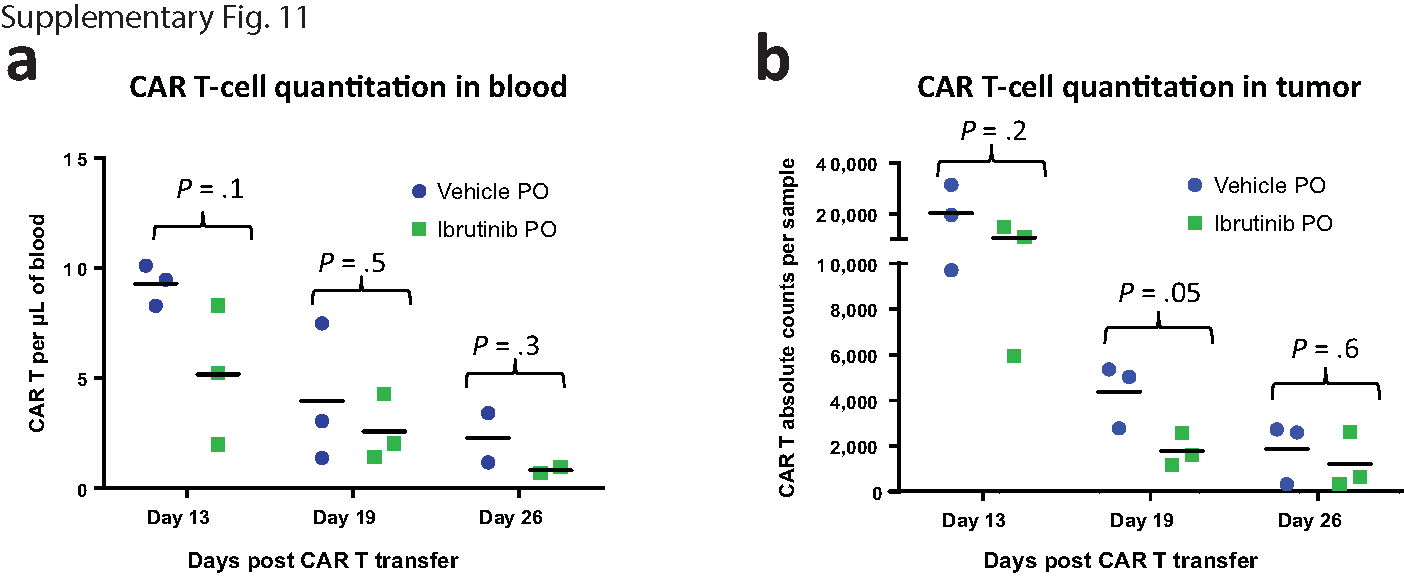 Supplementary Fig. 11
a
CAR T-cell quantitation in blood
15
10
5
0
CAR T per µL of blood
P = .1
P = .5
P = .3
Vehicle PO
Ibrutinib PO
Day 13
Day 19
Day 26
Days post CAR T transfer
b
CAR T-cell quantitation in tumor
40,000
20,000
10,000
8,000
6,000
4,000
2,000
0
CAR T absolute counts per sample
P = .2
P = .05
P = .6
Vehicle PO
Ibrutinib PO
Day 13
Day 19
Day 26
Days post CAR T transfer